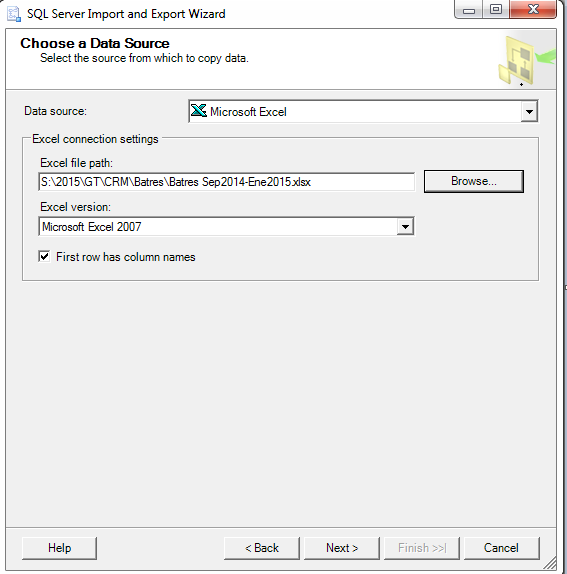 SQL Server Import and Export Wizard
Choose a Data Source
Select the source from which to copy data.
Data source:
Microsoft Excel
Excel connection settings
Excel file path:
S:\2015\GT\CRM\Batres\Batres Sep2014-Ene2015.xlsx
Browse...
Excel version:
Microsoft Excel 2007
First row has column names
Help
< Back
Next >
Finish >>|
Cancel